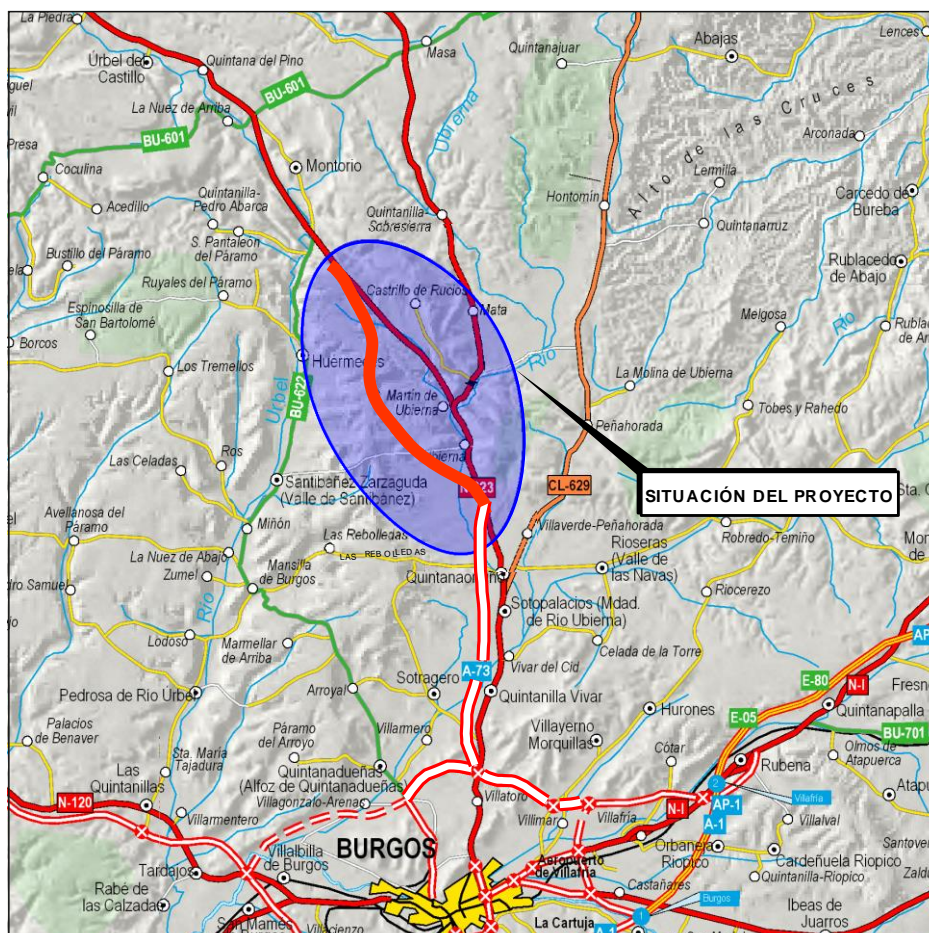 La Piedra
Urbel del
Castillo
Quintana del Pino
Masa
Quintanajuar
Abajas
Lences
La Nuez de Arriba
BU-601
BU-601
Presa
Coculina
Montorio
Ubierna
Alto de las Cruces
Arconada
Acedillo
Quintanilla-
Pedro Abarca
Quintanilla-
Sobresierra
Hontomín
Lermilla
Quintanarruz
Carcedo de
Bureba
S. Pantaleón
del Páramo
Bustillo del Páramo
Ruyales del Páramo
Castrillo de Rucios
Mata
Rublacedo
de Abajo
Espinosilla de
San Bartolomé
Borcos
Melgosa
Río
Huérmeces
Río
Los Tremellos
Urbel
BU-622
Martín de
Ubierna
La Molina de Ubierna
Tobes y Rahedo
Peñahorada
Ros
Las Celadas
Santibáñez Zarzaguda
(Valle de Santibáñez)
CL-629
SITUACIÓN DEL PROYECTO
Avellanosa del
Páramo
Miñón
Las Rebolledas
LAS REBOLLEDAS
Villaverde-Peñahorada
Robredo-Temiño
La Nuez de Abajo
Zumel
Mansilla
de Burgos
Rioseras (Valle de
las Navas)
Río
Riocerezo
Sotopalacios (Mdad.
de Río Ubierna)
Lodoso
Marmellar
de Arriba
Celada de la Torre
A-73
Vivar del Cid
Pedrosa de Río Urbel
Arroyal
Sotragero
Quintanilla Vivar
E-80
N-I
Hurones
E-05
Quintanapalla
BU-701
Palacios
de Benaver
Sta. María
Tajadura
Páramo
del Arroyo
Villamero
Villayerno
Morquillas
Cótar
Olmos de
Atapuerca
Rubena
Las
Quintanillas
Quintanadueñas
(Alfoz de Quintanadueñas)
Villagonzalo-Arenas
N-120
Villatoro
Villímar
Villafría
N-I
2
Villafría
AP-1
A-1
Villamentero
Villalval
BURGOS
Villalbilla
de Burgos
Aeropuerto
de Villafría
Orbaneja
Riopico
Cardeñuela Riopico
Quintanilla-Riopico
Tardajos
Rabé de
las Calzadas
Castañares
Burgos
1
San Mamés
La Cartuja
A-1
Ibeas de
Juarros